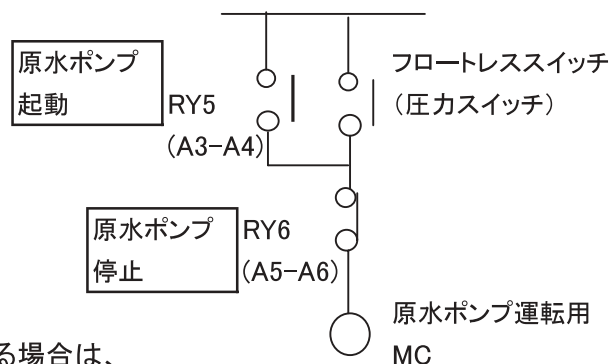 原水ポンプ
起動
RY5
(A3-A4)
フロートレススイッチ
（圧力スイッチ）
原水ポンプ
停止
RY6
(A5-A6)
原水ポンプ運転用
MC
る場合は、